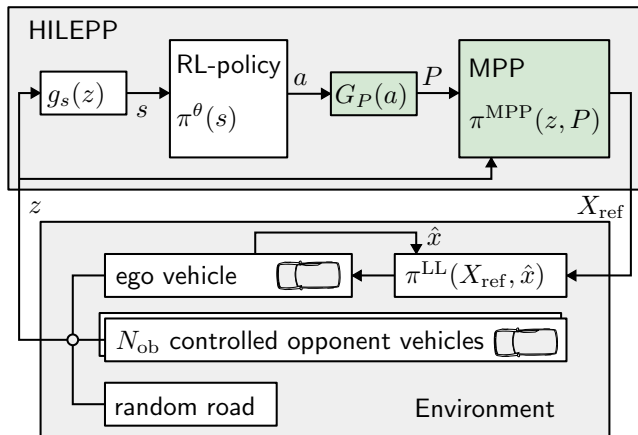 HILEPP
g_s(z)
s
RL-policy
π^θ(s)
a
G_P(a)
P
MPP
π^MPP(z, P)
z
X_ref
x̂
ego vehicle
π^LL(X_ref, x̂)
N_ob controlled opponent vehicles
random road
Environment